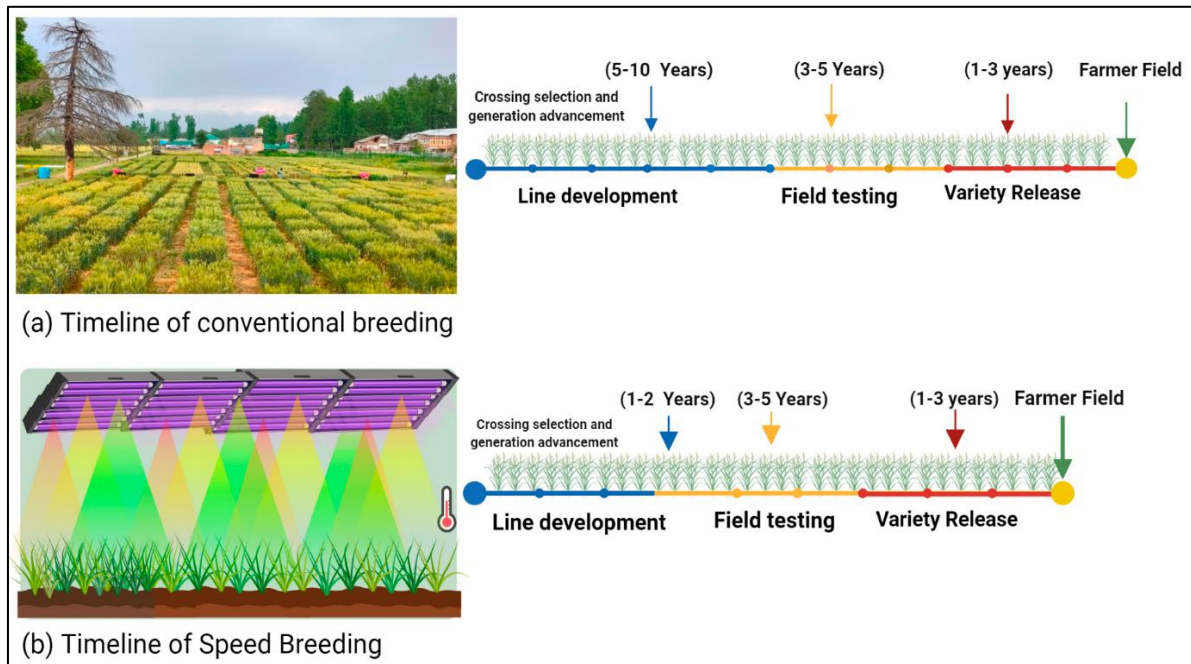 (5-10 Years)
(3-5 Years)
(1-3 years)
Farmer Field
Crossing selection and
generation advancement
Line development
Field testing
Variety Release
(a) Timeline of conventional breeding
(1-2 Years)
(3-5 Years)
(1-3 years)
Farmer Field
Crossing selection and
generation advancement
Line development
Field testing
Variety Release
(b) Timeline of Speed Breeding